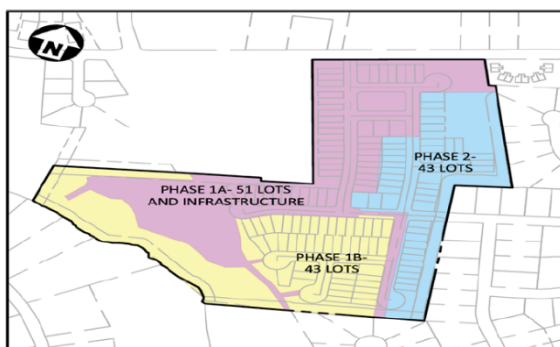 N
PHASE 2-
43 LOTS
PHASE 1A- 51 LOTS
AND INFRASTRUCTURE
PHASE 1B-
43 LOTS